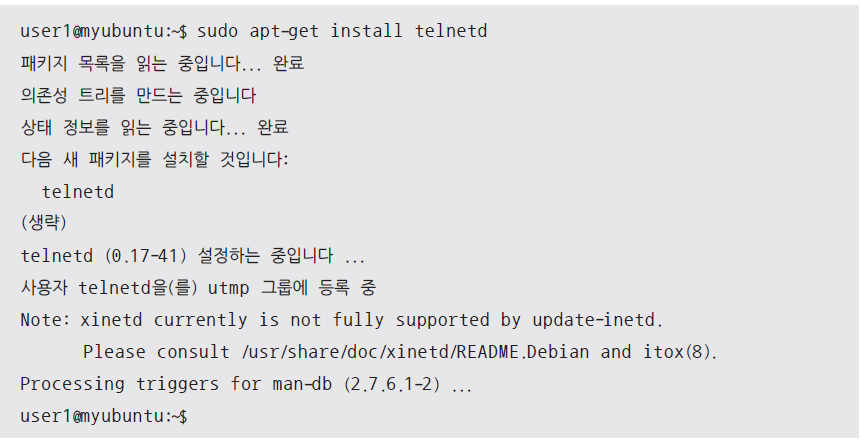 user1@myubuntu:~$ sudo apt-get install telnetd
패키지 목록을 읽는 중입니다... 완료
의존성 트리를 만드는 중입니다
상태 정보를 읽는 중입니다... 완료
다음 새 패키지를 설치할 것입니다:
  telnetd
(생략)
telnetd (0.17-41) 설정하는 중입니다 ...
사용자 telnetd을(를) utmp 그룹에 등록 중
Note: xinetd currently is not fully supported by update-inetd.
      Please consult /usr/share/doc/xinetd/README.Debian and itox(8).
Processing triggers for man-db (2.7.6.1-2) ...
user1@myubuntu:~$